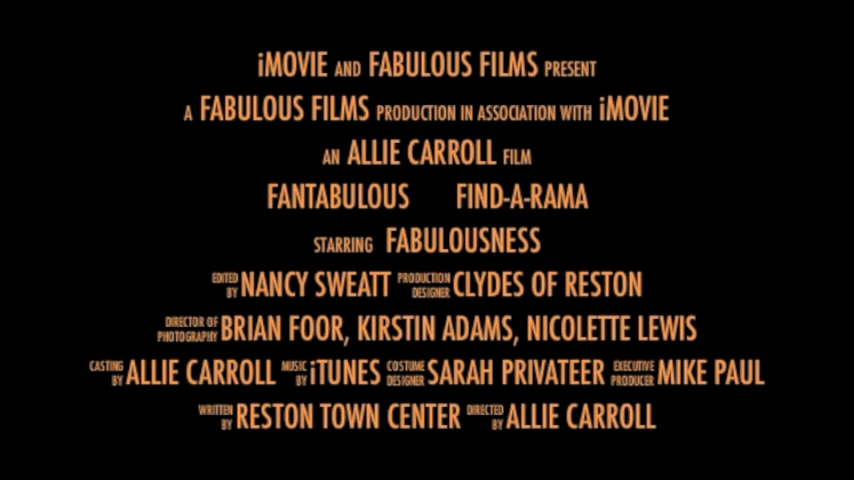 iMOVIE AND FABULOUS FILMS PRESENT
A FABULOUS FILMS PRODUCTION IN ASSOCIATION WITH iMOVIE
AN ALLIE CARROLL FILM
FANTABULOUS FIND-A-RAMA
STARRING FABULOUSNESS
EDITED BY NANCY SWEATT PRODUCTION DESIGNER CLYDES OF RESTON
DIRECTOR OF PHOTOGRAPHY BRIAN FOOR, KIRSTIN ADAMS, NICOLETTE LEWIS
CASTING BY ALLIE CARROLL MUSIC BY iTUNES COSTUME DESIGNER SARAH PRIVATEER EXECUTIVE PRODUCER MIKE PAUL
WRITTEN BY RESTON TOWN CENTER DIRECTED BY ALLIE CARROLL